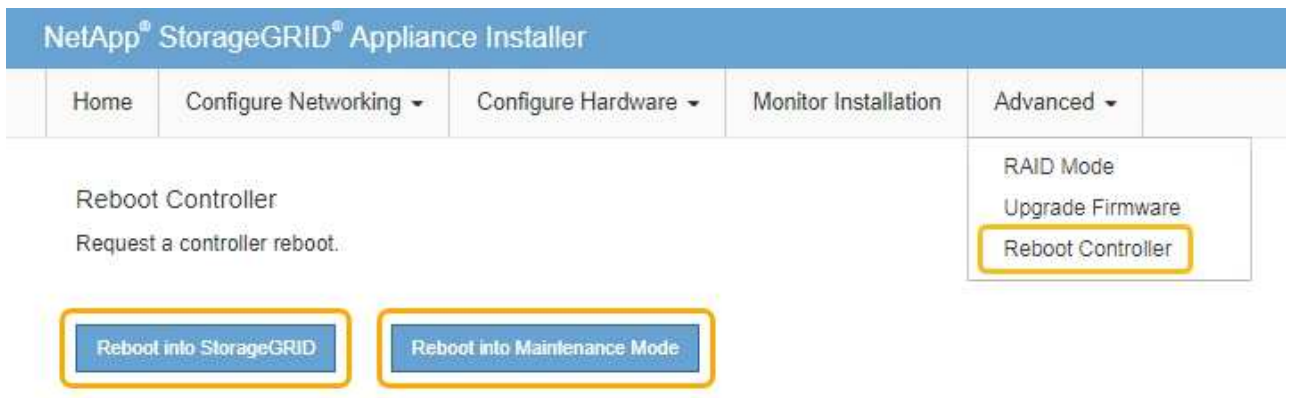 NetApp® StorageGRID® Appliance Installer
Home Configure Networking Configure Hardware Monitor Installation Advanced
RAID Mode
Upgrade Firmware
Reboot Controller
Reboot Controller
Request a controller reboot.
Reboot into StorageGRID Reboot into Maintenance Mode